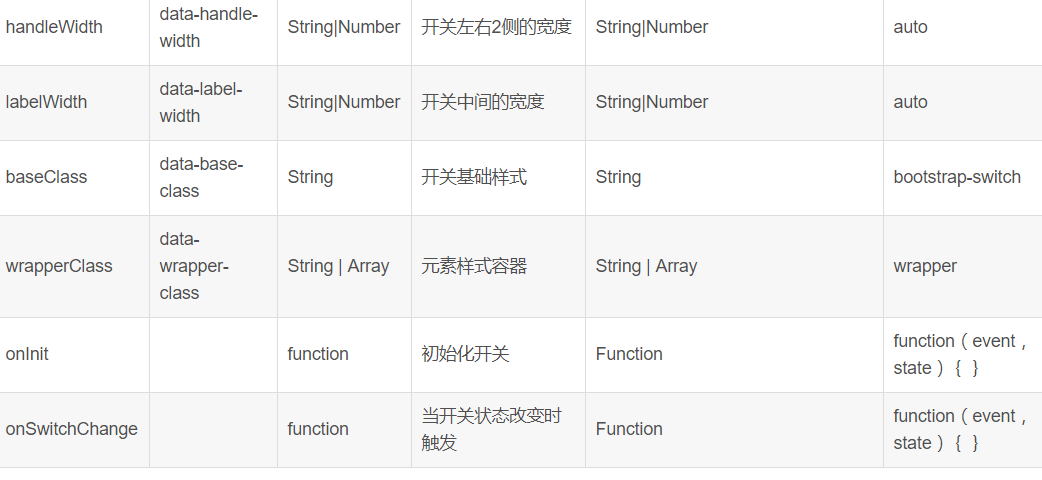 handleWidth data-handle-width String|Number 开关左右2侧的宽度 String|Number auto
labelWidth data-label-width String|Number 开关中间的宽度 String|Number auto
baseClass data-base-class String 开关基础样式 String bootstrap-switch
wrapperClass data-wrapper-class String | Array 元素样式容器 String | Array wrapper
onInit function 初始化开关 Function function（event，state）｛ ｝
onSwitchChange function 当开关状态改变时触发 Function function（event，state）｛ ｝